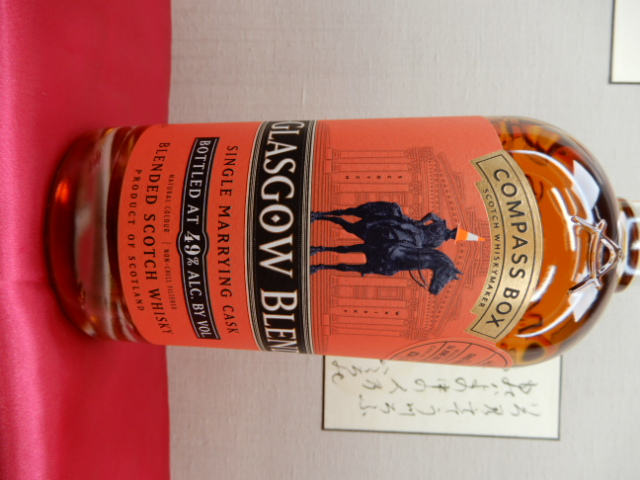 COMPASS BOX
SCOTCH WHISKYMAKER
GLASGOW BLEND
SINGLE MARRYING CASK
BOTTLED AT 49% ALC. BY VOL
NATURAL COLOUR | NON-CHILL FILTERED
BLENDED SCOTCH WHISKY
PRODUCT OF SCOTLAND